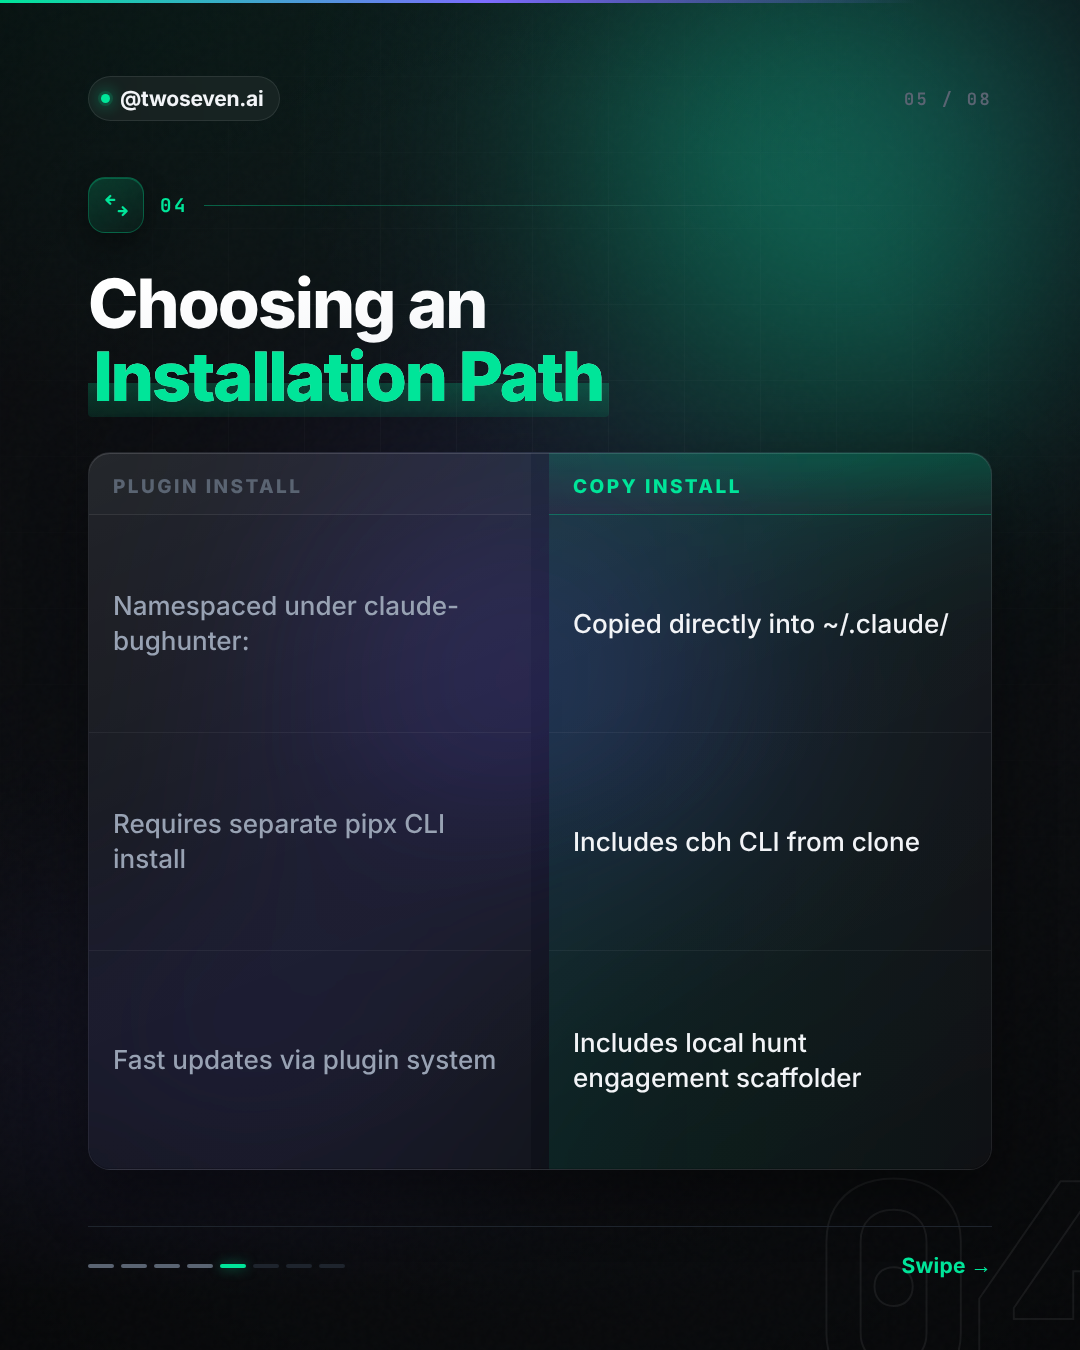 @twoseven.ai
05 / 08
04
Choosing an
Installation Path
PLUGIN INSTALL
COPY INSTALL
Namespaced under claude-
bughunter:
Copied directly into ~/.claude/
Requires separate pipx CLI
install
Includes cbh CLI from clone
Fast updates via plugin system
Includes local hunt
engagement scaffolder
Swipe →
04